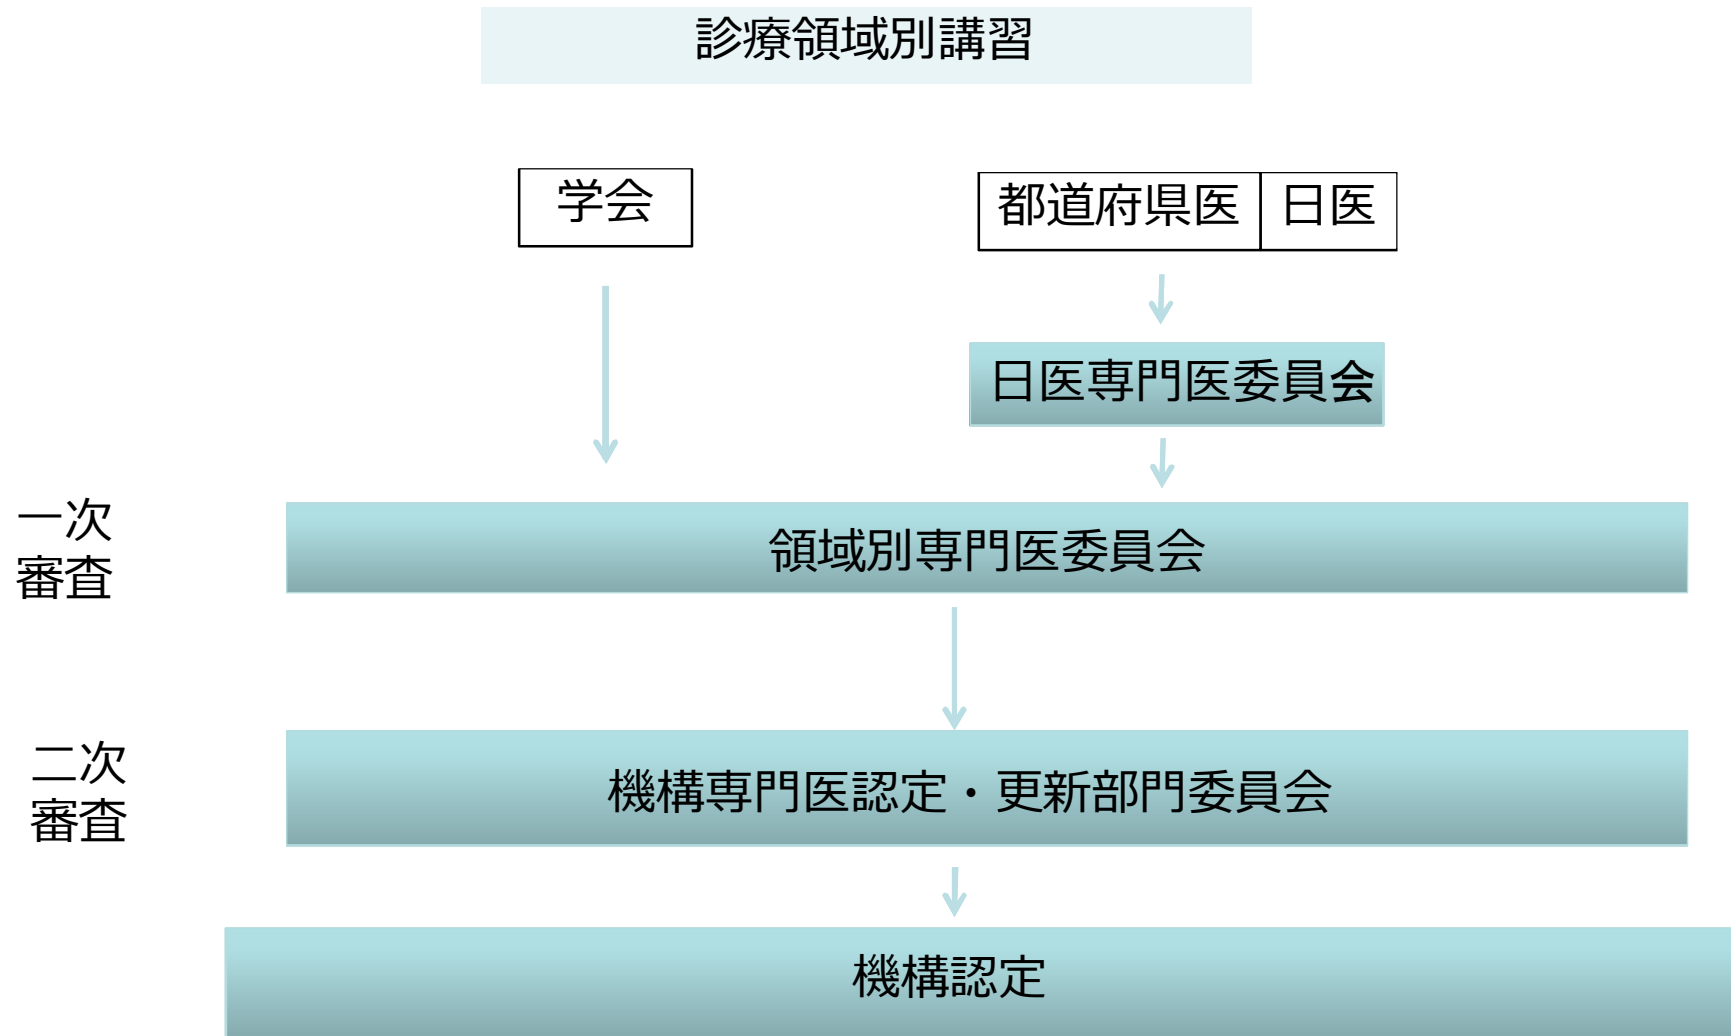 診療領域別講習
学会
都道府県医
日医
日医専門医委員会
一次
審査
領域別専門医委員会
二次
審査
機構専門医認定・更新部門委員会
機構認定